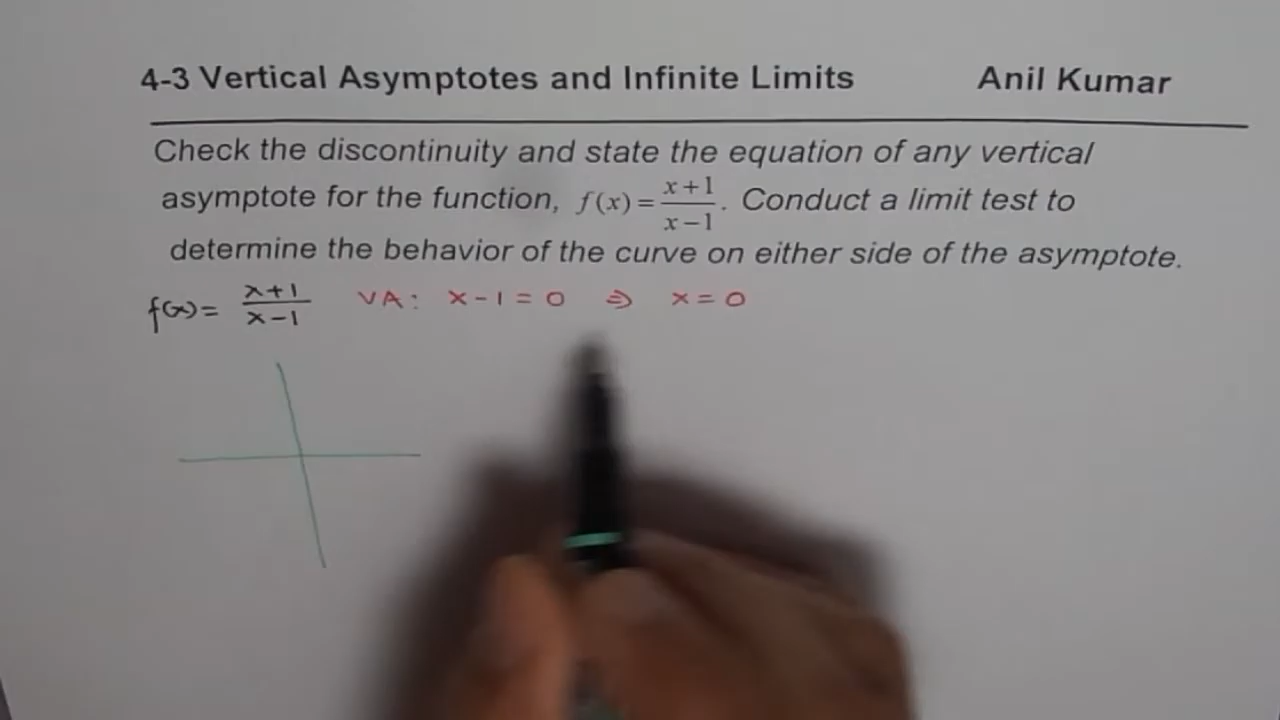 4-3 Vertical Asymptotes and Infinite Limits Anil Kumar
Check the discontinuity and state the equation of any vertical
asymptote for the function, f(x) = \frac{x+1}{x-1}. Conduct a limit test to
determine the behavior of the curve on either side of the asymptote.
f(x) = \frac{x+1}{x-1} VA: x-1=0 ⇒ x=0